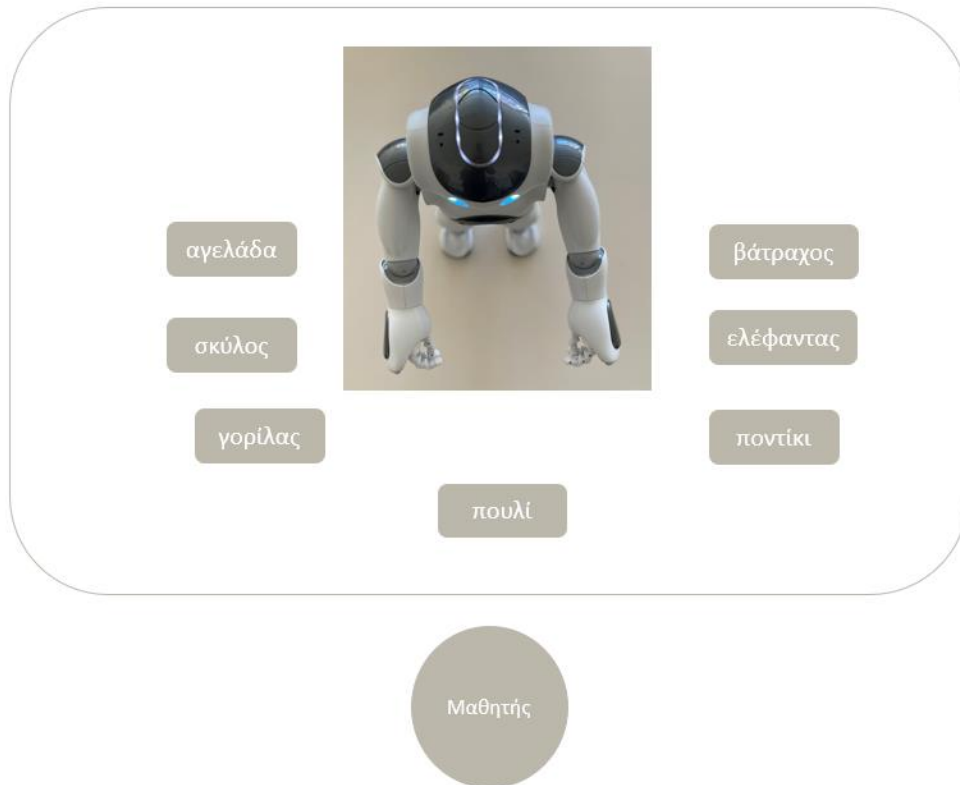 αγελάδα
βάτραχος
σκύλος
ελέφαντας
γορίλας
ποντίκι
πουλί
Μαθητής